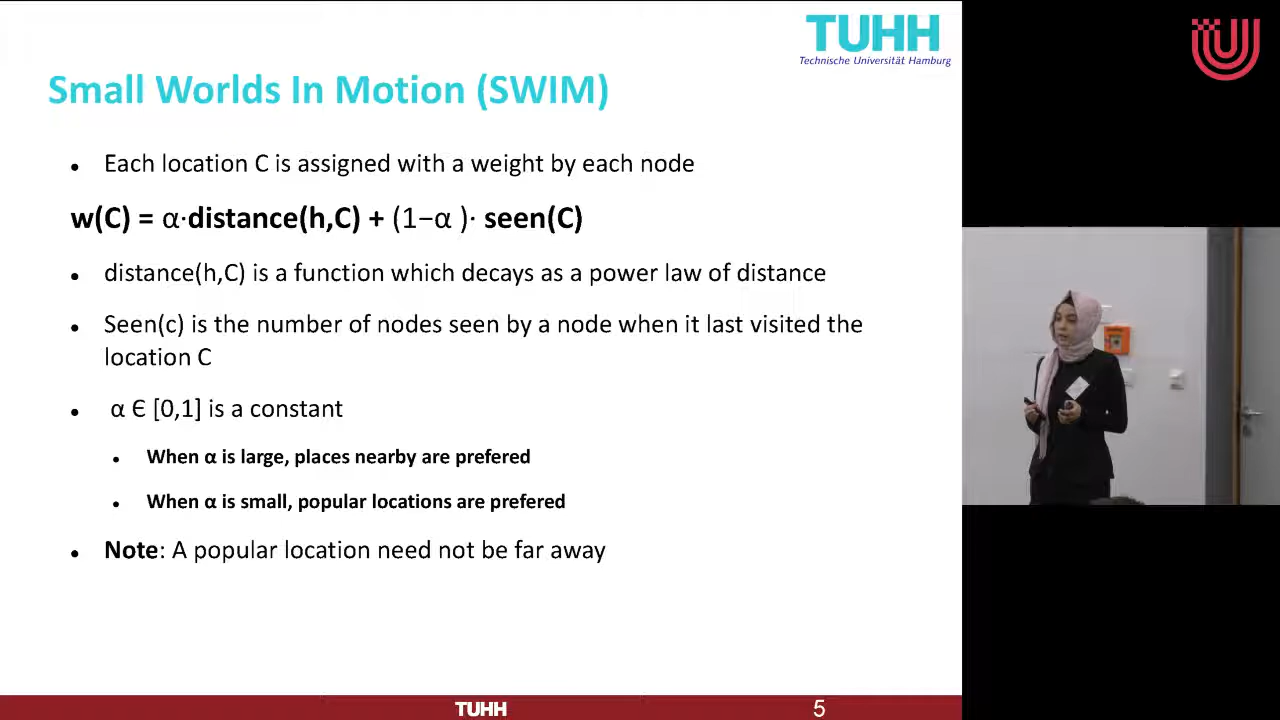 TUHH
Technische Universität Hamburg
Small Worlds In Motion (SWIM)
Each location C is assigned with a weight by each node
w(C) = α·distance(h,C) + (1−α )· seen(C)
distance(h,C) is a function which decays as a power law of distance
Seen(c) is the number of nodes seen by a node when it last visited the
location C
α Є [0,1] is a constant
When α is large, places nearby are prefered
When α is small, popular locations are prefered
Note: A popular location need not be far away
TUHH
5